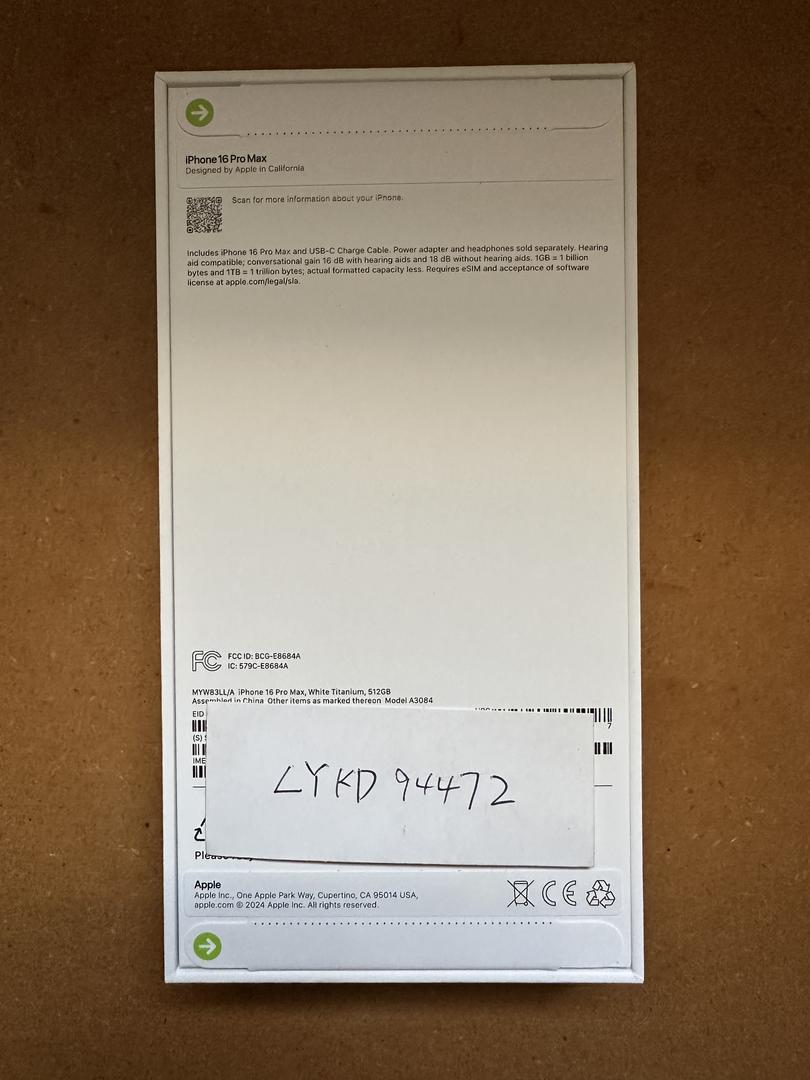 iPhone 16 Pro Max
Designed by Apple in California
Scan for more information about your iPhone.
Includes iPhone 16 Pro Max and USB-C Charge Cable. Power adapter and headphones sold separately. Hearing
aid compatible; conversational gain 16 dB with hearing aids and 18 dB without hearing aids. 1GB = 1 billion
bytes and 1TB = 1 trillion bytes; actual formatted capacity less. Requires eSIM and acceptance of software
license at apple.com/legal/sla.
FC
FCC ID: BCG-E8684A
IC: 579C-E8684A
MYW83LL/A iPhone 16 Pro Max, White Titanium, 512GB
Assembled in China Other items as marked thereon Model A3084
EID
7
(S)
IME
LYKD 94472
Apple
Apple Inc., One Apple Park Way, Cupertino, CA 95014 USA,
apple.com ℗ 2024 Apple Inc. All rights reserved.
CE